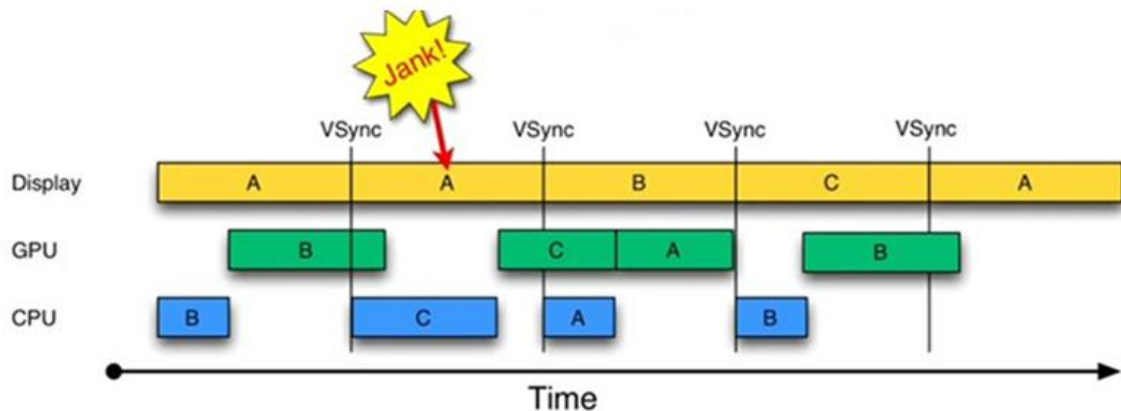 Jank!
VSync VSync VSync VSync
Display A A B C A
GPU B C A B
CPU B C A B
Time